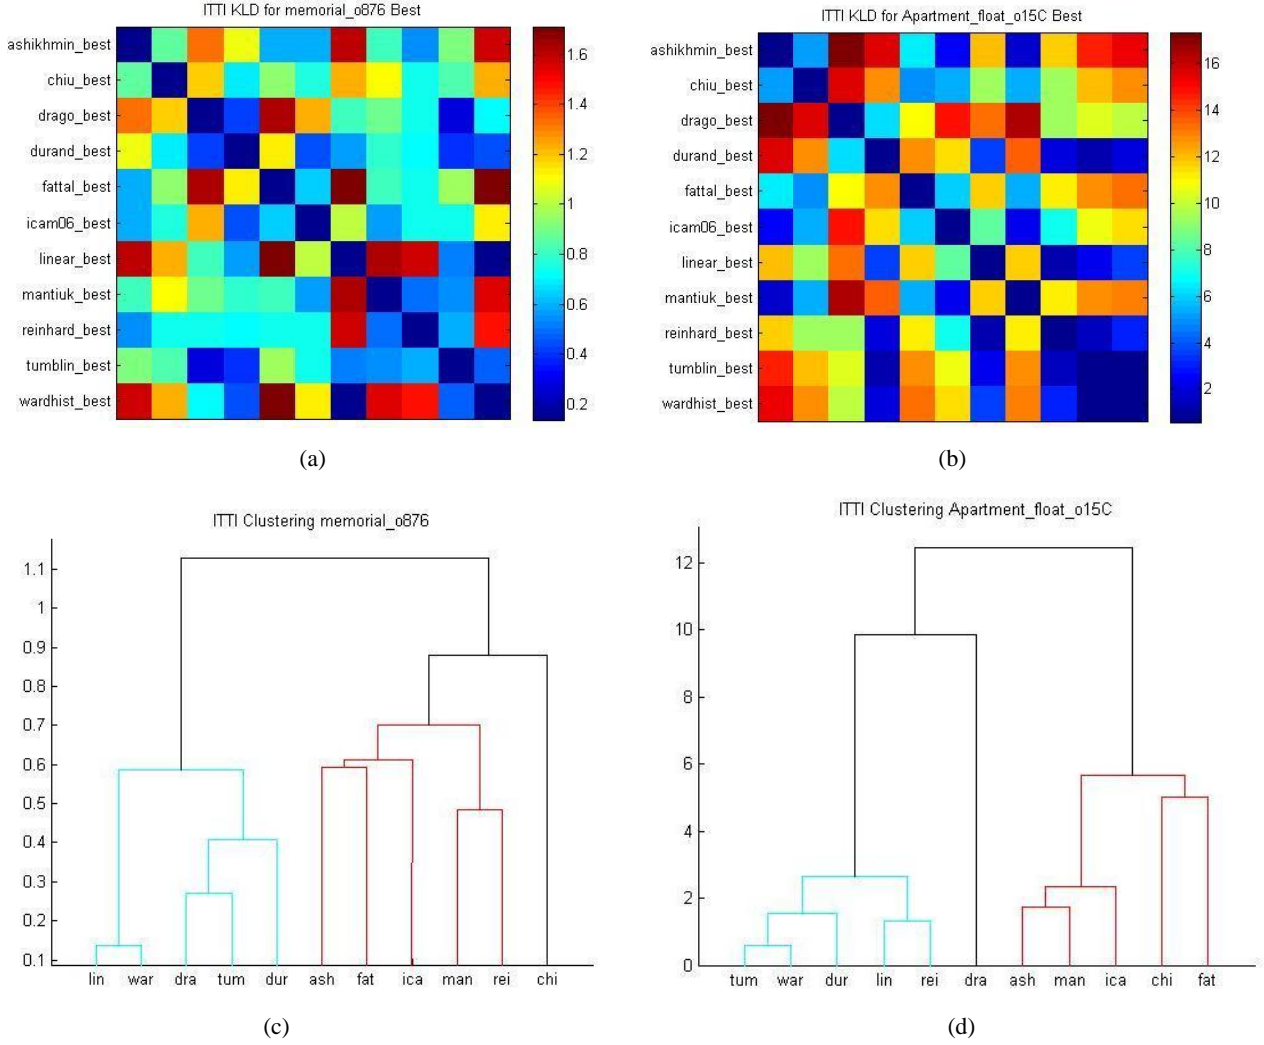 ITTI KLD for memorial_o876 Best
ashikhmin_best
chiu_best
drago_best
durand_best
fattal_best
icam06_best
linear_best
mantiuk_best
reinhard_best
tumblin_best
wardhist_best
1.6
1.4
1.2
1
0.8
0.6
0.4
0.2
(a)
ITTI KLD for Apartment_float_o15C Best
ashikhmin_best
chiu_best
drago_best
durand_best
fattal_best
icam06_best
linear_best
mantiuk_best
reinhard_best
tumblin_best
wardhist_best
16
14
12
10
8
6
4
2
(b)
ITTI Clustering memorial_o876
1.1
1
0.9
0.8
0.7
0.6
0.5
0.4
0.3
0.2
0.1
lin war dra tum dur ash fat ica man rei chi
(c)
ITTI Clustering Apartment_float_o15C
12
10
8
6
4
2
0
tum war dur lin rei dra ash man ica chi fat
(d)